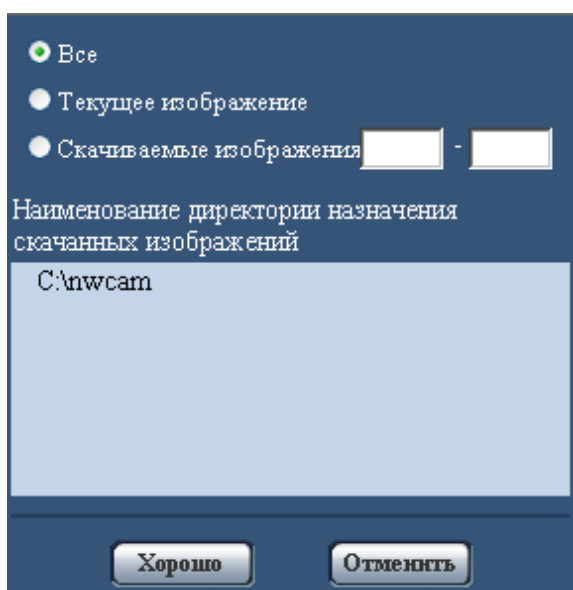 Все
Текущее изображение
Скачиваемые изображения -
Наименование директории назначения
скачанных изображений
C:\nwcam
Хорошо Отменить